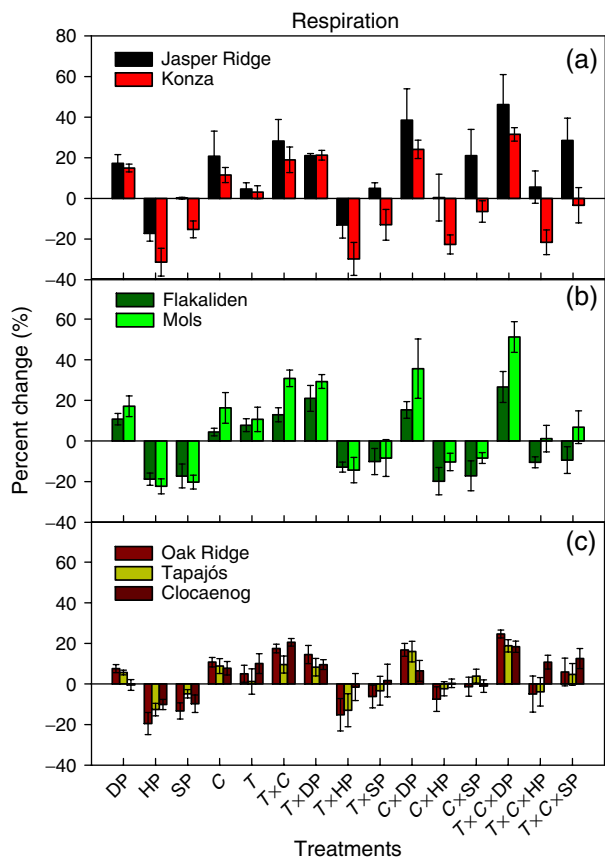 Respiration
(a)
Jasper Ridge
Konza
80
60
40
20
0
−20
−40
(b)
Flakaliden
Mols
60
40
20
0
−20
−40
(c)
Oak Ridge
Tapajós
Clocaenog
60
40
20
0
−20
−40
Percent change (%)
DP
HP
SP
C
T
T×C
T×DP
T×HP
T×SP
C×DP
C×HP
C×SP
T×C×DP
T×C×HP
T×C×SP
Treatments